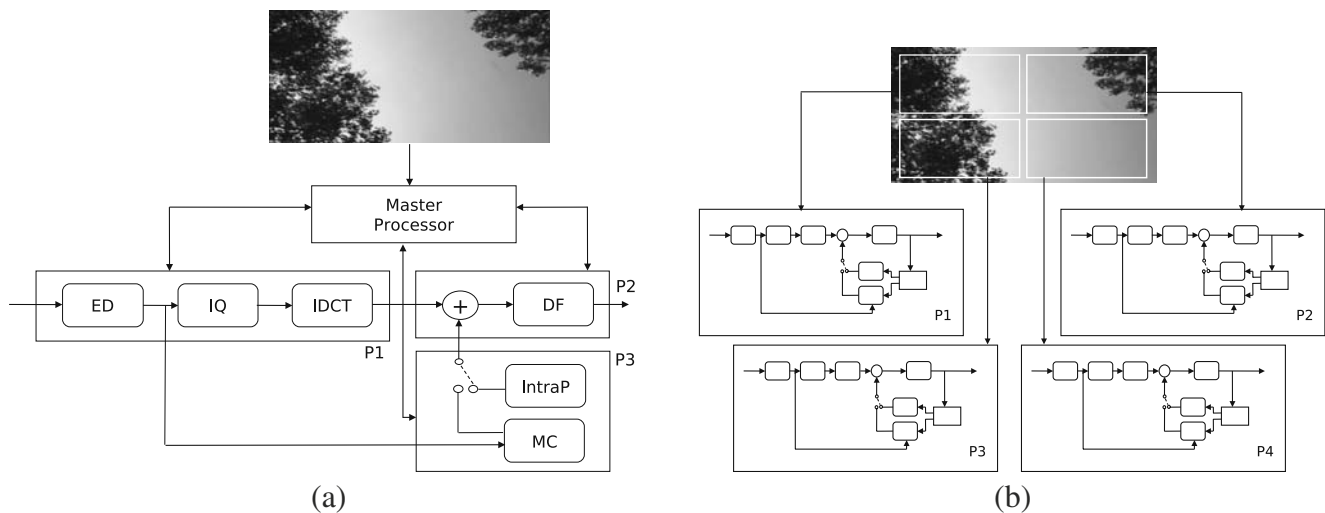 Master
Processor
ED
IQ
IDCT
P1
+
DF
P2
P3
IntraP
MC
(a)
P1
P2
P3
P4
(b)